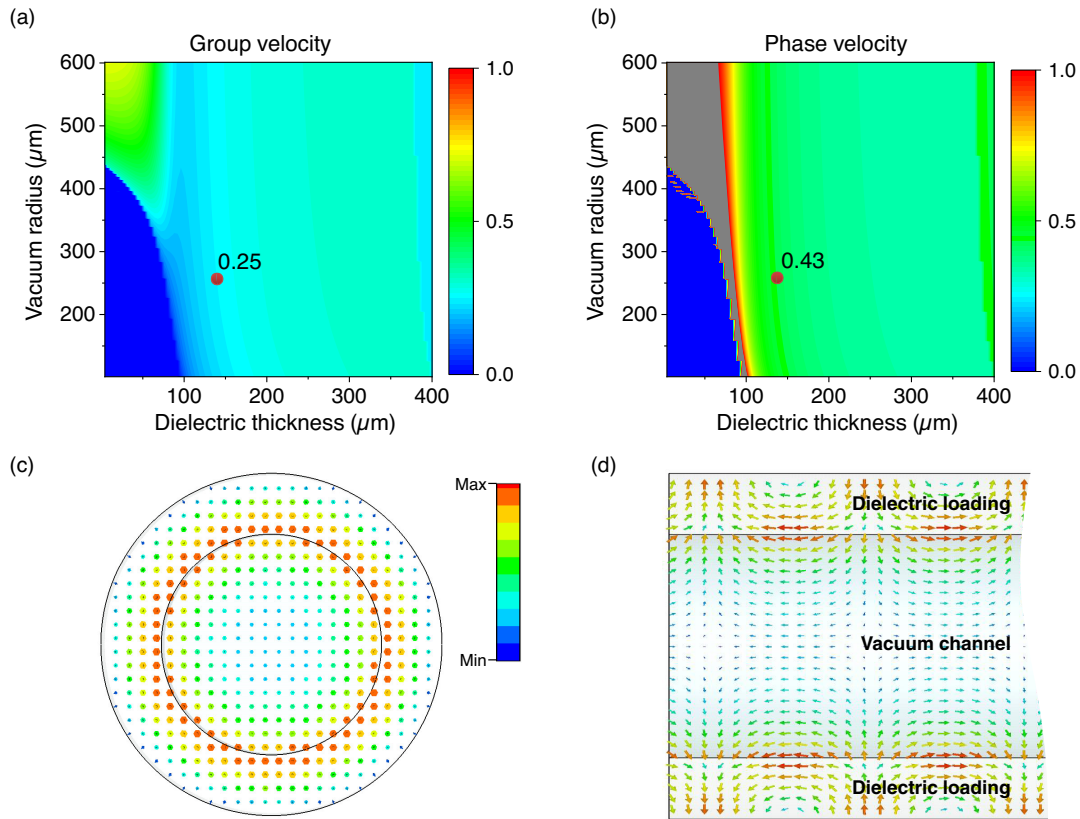 (a)
Group velocity
600
500
400
300
200
100
200
300
400
Vacuum radius (µm)
Dielectric thickness (µm)
0.25
1.0
0.5
0.0
(b)
Phase velocity
600
500
400
300
200
100
200
300
400
Vacuum radius (µm)
Dielectric thickness (µm)
0.43
1.0
0.5
0.0
(c)
Max
Min
(d)
Dielectric loading
Vacuum channel
Dielectric loading